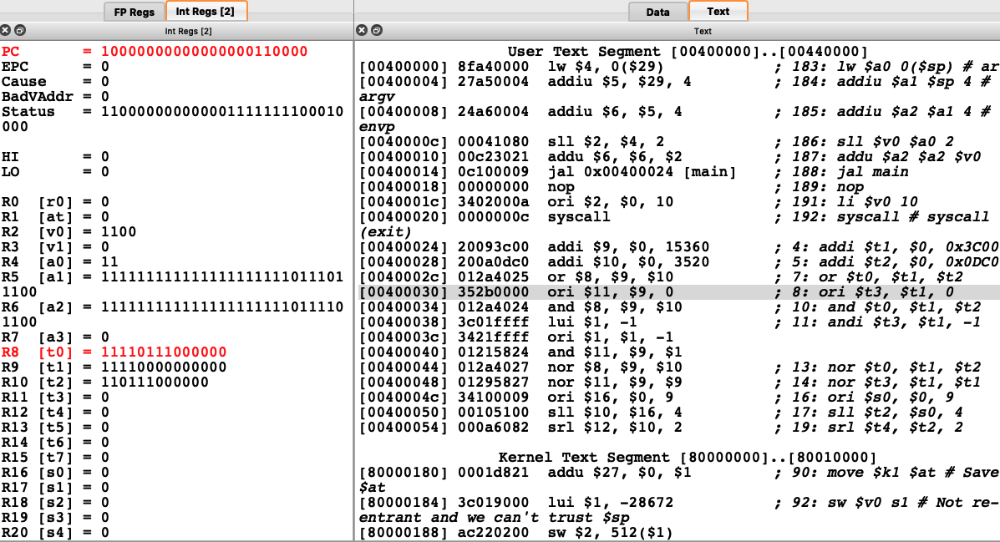 FP Regs
Int Regs [2]
Int Regs [2]
PC = 10000000000000000110000
EPC = 0
Cause = 0
BadVAddr = 0
Status = 110000000000001111111100010
000
HI = 0
LO = 0
R0 [r0] = 0
R1 [at] = 0
R2 [v0] = 1100
R3 [v1] = 0
R4 [a0] = 11
R5 [a1] = 111111111111111111111011101
1100
R6 [a2] = 111111111111111111111011110
1100
R7 [a3] = 0
R8 [t0] = 11110111000000
R9 [t1] = 11110000000000
R10 [t2] = 110111000000
R11 [t3] = 0
R12 [t4] = 0
R13 [t5] = 0
R14 [t6] = 0
R15 [t7] = 0
R16 [s0] = 0
R17 [s1] = 0
R18 [s2] = 0
R19 [s3] = 0
R20 [s4] = 0
Data
Text
Text
User Text Segment [00400000]..[00440000]
[00400000] 8fa40000 lw $4, 0($29) ; 183: lw $a0 0($sp) # ar
[00400004] 27a50004 addiu $5, $29, 4 ; 184: addiu $a1 $sp 4 #
argv
[00400008] 24a60004 addiu $6, $5, 4 ; 185: addiu $a2 $a1 4 #
envp
[0040000c] 00041080 sll $2, $4, 2 ; 186: sll $v0 $a0 2
[00400010] 00c23021 addu $6, $6, $2 ; 187: addu $a2 $a2 $v0
[00400014] 0c100009 jal 0x00400024 [main] ; 188: jal main
[00400018] 00000000 nop ; 189: nop
[0040001c] 3402000a ori $2, $0, 10 ; 191: li $v0 10
[00400020] 0000000c syscall ; 192: syscall # syscall
(exit)
[00400024] 20093c00 addi $9, $0, 15360 ; 4: addi $t1, $0, 0x3C00
[00400028] 200a0dc0 addi $10, $0, 3520 ; 5: addi $t2, $0, 0x0DC0
[0040002c] 012a4025 or $8, $9, $10 ; 7: or $t0, $t1, $t2
[00400030] 352b0000 ori $11, $9, 0 ; 8: ori $t3, $t1, 0
[00400034] 012a4024 and $8, $9, $10 ; 10: and $t0, $t1, $t2
[00400038] 3c01ffff lui $1, -1 ; 11: andi $t3, $t1, -1
[0040003c] 3421ffff ori $1, $1, -1
[00400040] 01215824 and $11, $9, $1
[00400044] 012a4027 nor $8, $9, $10 ; 13: nor $t0, $t1, $t2
[00400048] 01295827 nor $11, $9, $9 ; 14: nor $t3, $t1, $t1
[0040004c] 34100009 ori $16, $0, 9 ; 16: ori $s0, $0, 9
[00400050] 00105100 sll $10, $16, 4 ; 17: sll $t2, $s0, 4
[00400054] 000a6082 srl $12, $10, 2 ; 19: srl $t4, $t2, 2
Kernel Text Segment [80000000]..[80010000]
[80000180] 0001d821 addu $27, $0, $1 ; 90: move $k1 $at # Save
$at
[80000184] 3c019000 lui $1, -28672 ; 92: sw $v0 s1 # Not re-
entrant and we can't trust $sp
[80000188] ac220200 sw $2, 512($1)